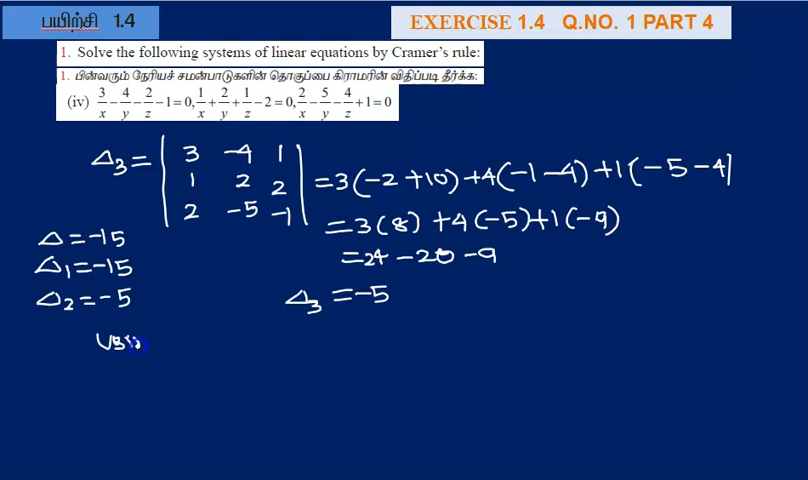 பயிற்சி 1.4
EXERCISE 1.4 Q.NO. 1 PART 4
1. Solve the following systems of linear equations by Cramer's rule:
1. பின்வரும் நேரியச் சமன்பாடுகளின் தொகுப்பை கிராமரின் விதிப்படி தீர்க்க:
(iv) 3/x − 4/y − 2/z − 1 = 0, 1/x + 2/y + 1/z − 2 = 0, 2/x − 5/y − 4/z + 1 = 0
Δ3 = | 3 -4 1 |
| 1 2 2 | = 3(-2 + 10) + 4(-1 - 4) + 1(-5 - 4)
| 2 -5 -1 | = 3(8) + 4(-5) + 1(-9)
Δ = -15
= 24 - 20 - 9
Δ1 = -15
Δ2 = -5
Δ3 = -5